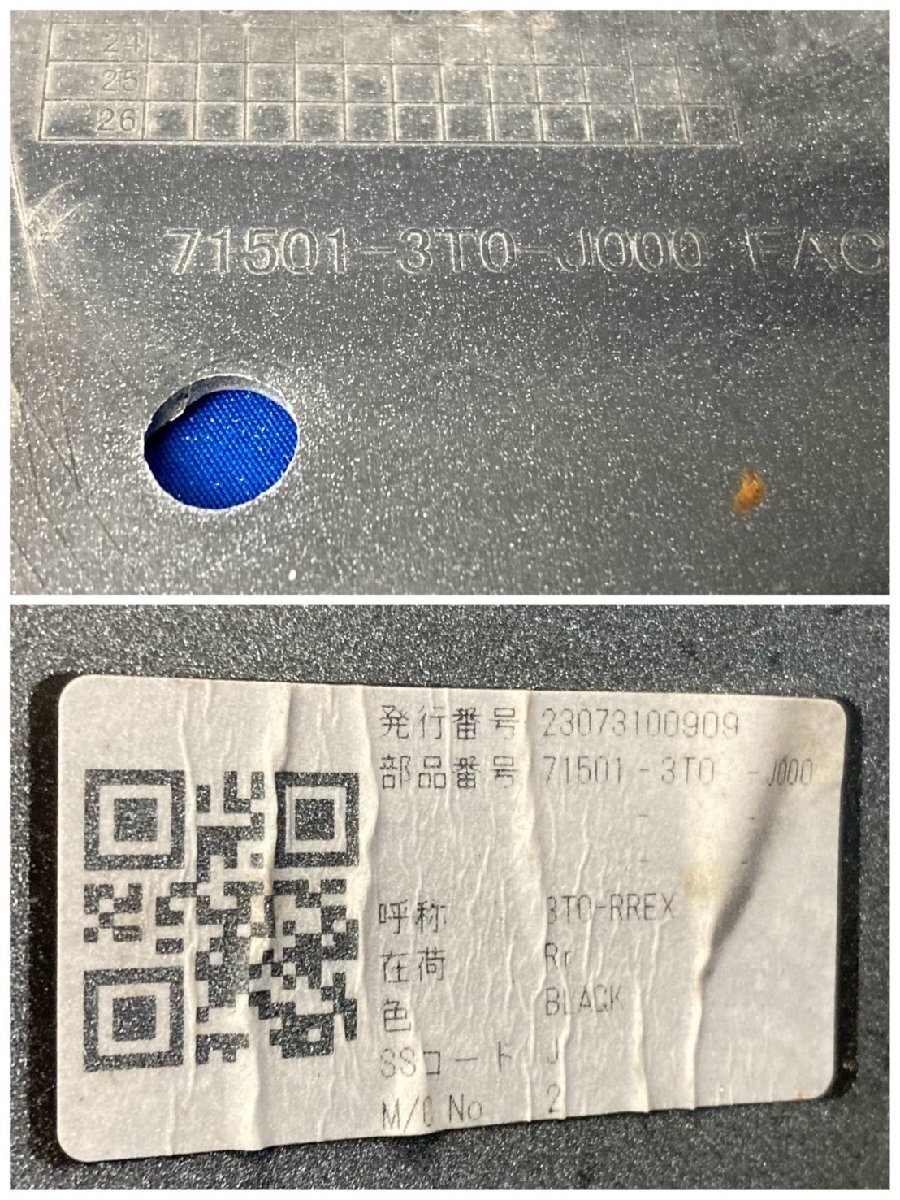 24
25
26
71501-3T0-J000 FAC
発行番号 23073100909
部品番号 71501-3T0 -J000
- -
- -
呼称 3T0-RREX
在荷 Rr
色 BLACK
SSコード J
M/C No 2